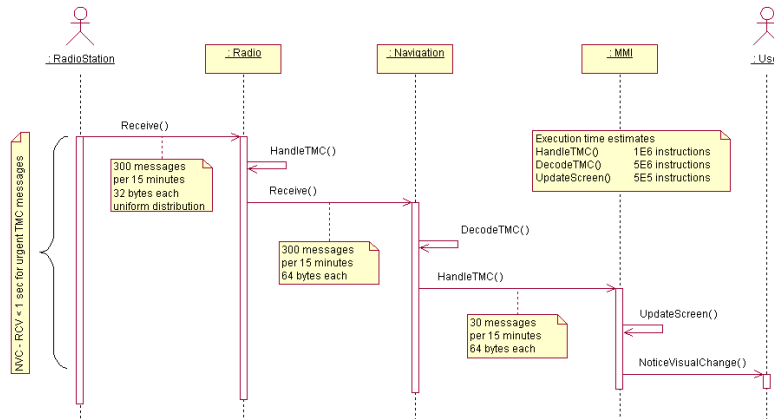 : RadioStation
: Radio
: Navigation
: MMI
: Use
Receive()
HandleTMC()
300 messages
per 15 minutes
32 bytes each
uniform distribution
Execution time estimates
HandleTMC() 1E6 instructions
DecodeTMC() 5E6 instructions
UpdateScreen() 5E5 instructions
NVC - RCV < 1 sec for urgent TMC messages
Receive()
300 messages
per 15 minutes
64 bytes each
DecodeTMC()
HandleTMC()
30 messages
per 15 minutes
64 bytes each
UpdateScreen()
NoticeVisualChange()